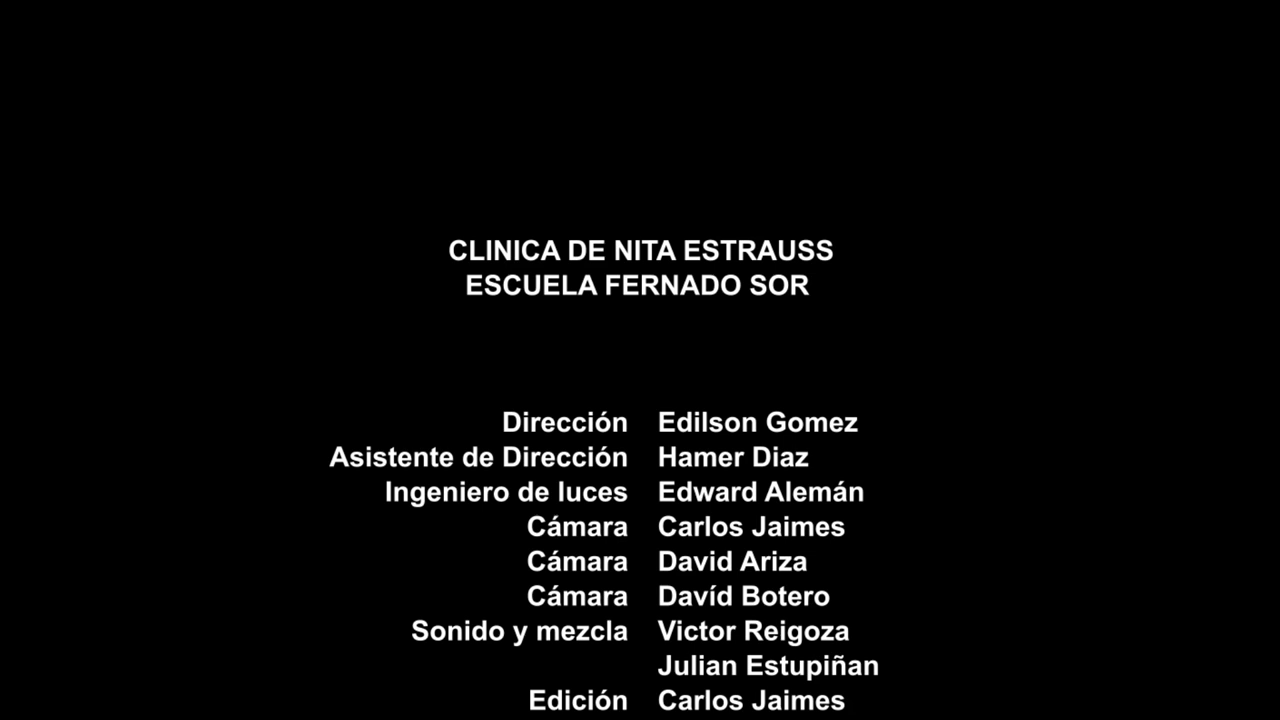 CLINICA DE NITA ESTRAUSS
ESCUELA FERNADO SOR
Dirección Edilson Gomez
Asistente de Dirección Hamer Diaz
Ingeniero de luces Edward Alemán
Cámara Carlos Jaimes
Cámara David Ariza
Cámara Davíd Botero
Sonido y mezcla Victor Reigoza
Julian Estupiñan
Edición Carlos Jaimes